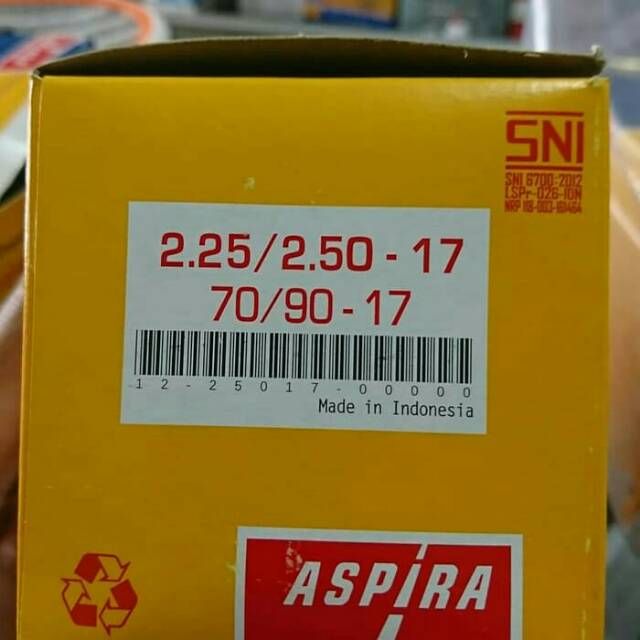 SNI
SNI 6700:2012
LSPr-026-IDN
2.25/2.50 - 17
70/90 - 17
12-25017-00000
Made in Indonesia
ASPIRA